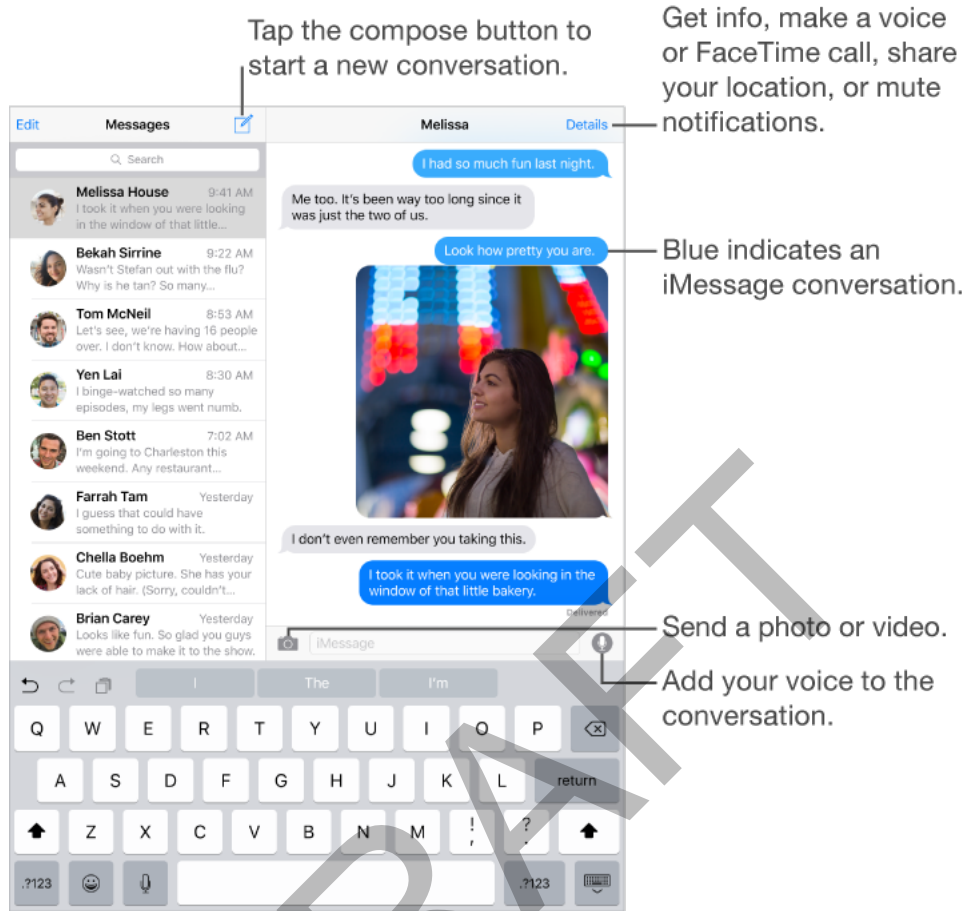 Tap the compose button to
start a new conversation.
Get info, make a voice
or FaceTime call, share
your location, or mute
notifications.
Edit Messages
Melissa Details
Search
Melissa House 9:41 AM
I took it when you were looking
in the window of that little...
Bekah Sirrine 9:22 AM
Wasn't Stefan out with the flu?
Why is he tan? So many...
Tom McNeil 8:53 AM
Let's see, we're having 16 people
over. I don't know. How about...
Yen Lai 8:30 AM
I binge-watched so many
episodes, my legs went numb.
Ben Stott 7:02 AM
I'm going to Charleston this
weekend. Any restaurant...
Farrah Tam Yesterday
I guess that could have
something to do with it.
Chella Boehm Yesterday
Cute baby picture. She has your
lack of hair. (Sorry, couldn't...
Brian Carey Yesterday
Looks like fun. So glad you guys
were able to make it to the show.
I had so much fun last night.
Me too. It's been way too long since it
was just the two of us.
Look how pretty you are.
Blue indicates an
iMessage conversation.
I don't even remember you taking this.
I took it when you were looking in the
window of that little bakery.
Delivered
iMessage
Send a photo or video.
Add your voice to the
conversation.
I The I'm
Q W E R T Y U I O P
A S D F G H J K L return
Z X C V B N M ! , ? .
.?123 .?123
DRAFT